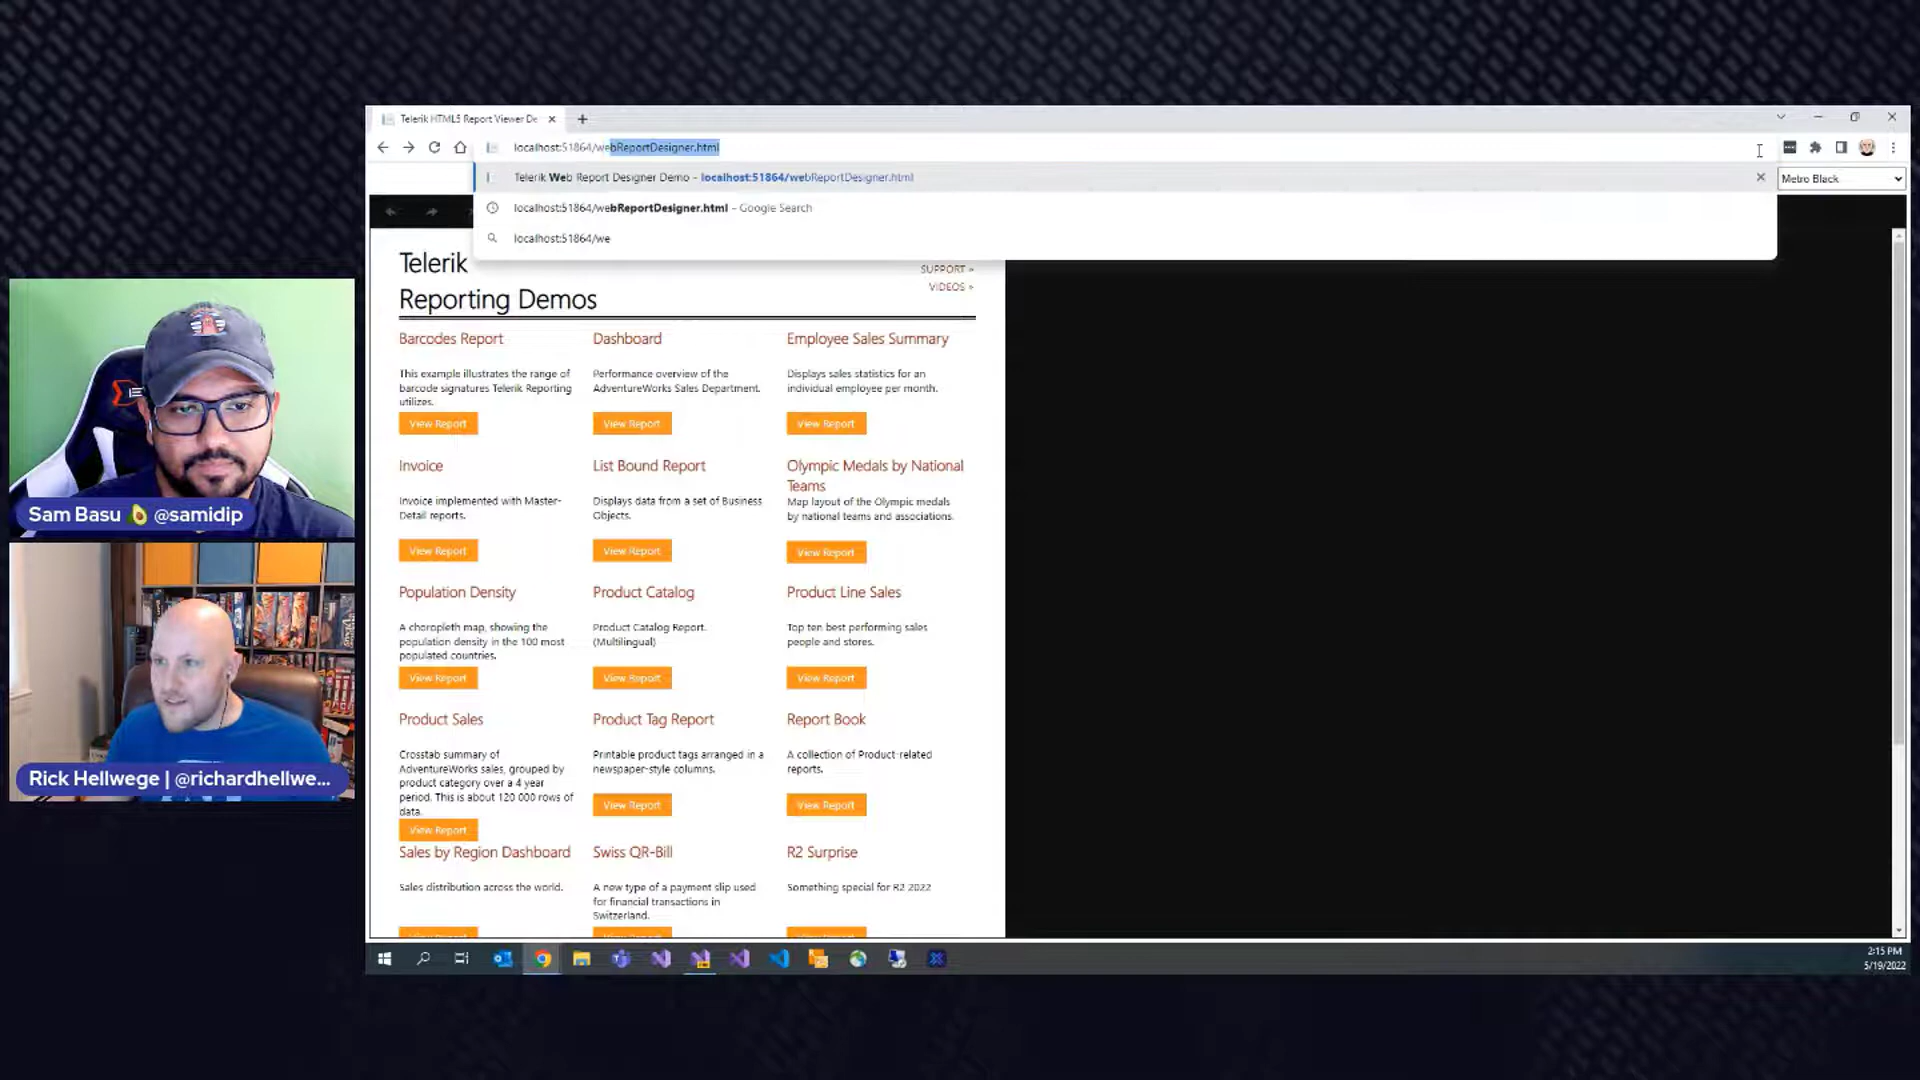 Telerik HTML5 Report Viewer De
localhost:51864/webReportDesigner.html
Telerik Web Report Designer Demo – localhost:51864/webReportDesigner.html
localhost:51864/webReportDesigner.html – Google Search
localhost:51864/we
Metro Black
Telerik
Reporting Demos
SUPPORT »
VIDEOS »
Barcodes Report
This example illustrates the range of
barcode signatures Telerik Reporting
utilizes.
View Report
Dashboard
Performance overview of the
AdventureWorks Sales Department.
View Report
Employee Sales Summary
Displays sales statistics for an
individual employee per month.
View Report
Invoice
Invoice implemented with Master-
Detail reports.
View Report
List Bound Report
Displays data from a set of Business
Objects.
View Report
Olympic Medals by National
Teams
Map layout of the Olympic medals
by national teams and associations.
View Report
Population Density
A choropleth map, showing the
population density in the 100 most
populated countries.
View Report
Product Catalog
Product Catalog Report.
(Multilingual)
View Report
Product Line Sales
Top ten best performing sales
people and stores.
View Report
Product Sales
Crosstab summary of
AdventureWorks sales, grouped by
product category over a 4 year
period. This is about 120 000 rows of
data.
View Report
Product Tag Report
Printable product tags arranged in a
newspaper-style columns.
View Report
Report Book
A collection of Product-related
reports.
View Report
Sales by Region Dashboard
Sales distribution across the world.
Swiss QR-Bill
A new type of a payment slip used
for financial transactions in
Switzerland.
R2 Surprise
Something special for R2 2022
Sam Basu 🥑 @samidip
Rick Hellwege | @richardhellwe...
2:15 PM
5/19/2022